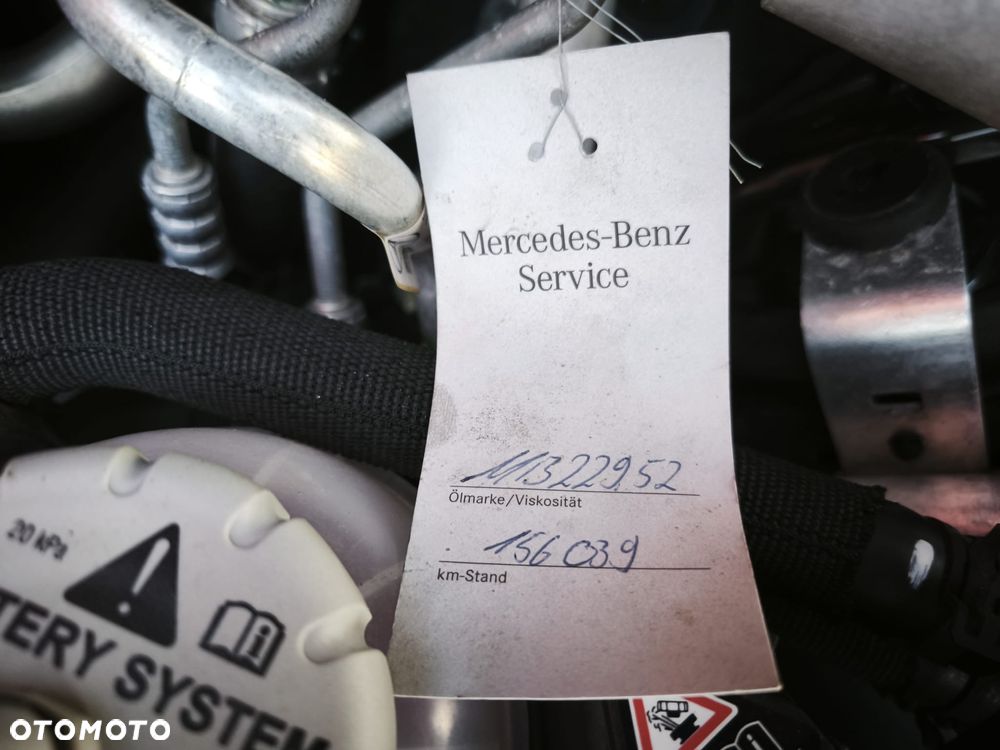 Mercedes-Benz
Service
MB 229.52
Ölmarke/Viskosität
156 039
km-Stand
20 kPa
TERY SYSTEM
OTOMOTO